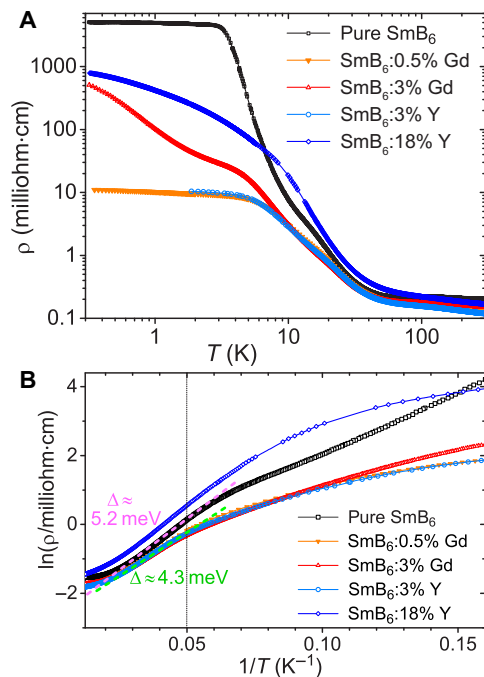 A
Pure SmB₆
SmB₆:0.5% Gd
SmB₆:3% Gd
SmB₆:3% Y
SmB₆:18% Y
ρ (milliohm·cm)
1000
100
10
1
0.1
1
10
100
T (K)
B
ln(ρ/milliohm·cm)
4
2
0
−2
Δ≈
5.2 meV
Δ≈4.3 meV
Pure SmB₆
SmB₆:0.5% Gd
SmB₆:3% Gd
SmB₆:3% Y
SmB₆:18% Y
0.05
0.10
0.15
1/T (K⁻¹)